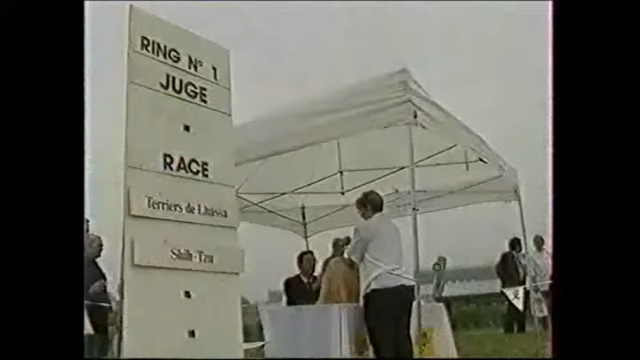 RING N° 1
JUGE
RACE
Terriers de Lhassa
Shih-Tzu